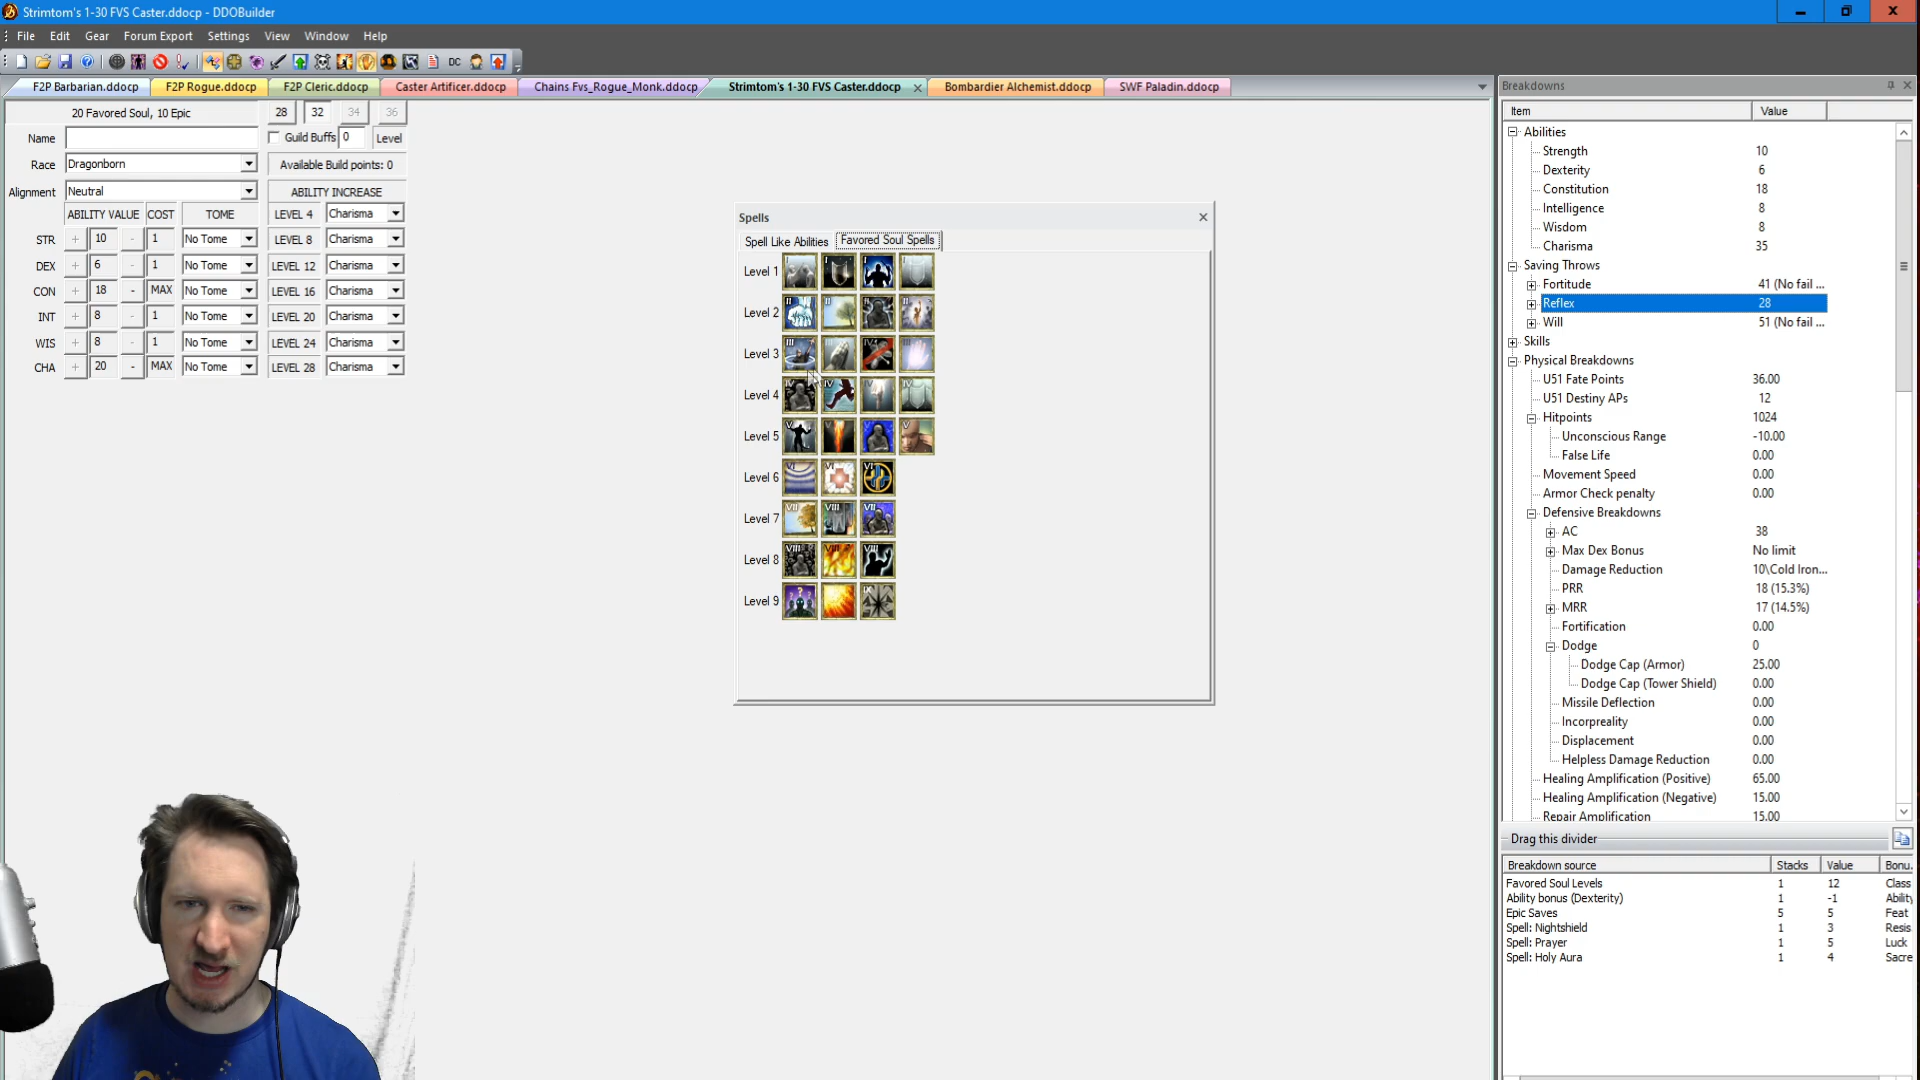 Strimtom's 1-30 FVS Caster.ddocp - DDOBuilder
File Edit Gear Forum Export Settings View Window Help
DC
F2P Barbarian.ddocp F2P Rogue.ddocp F2P Cleric.ddocp Caster Artificer.ddocp Chains Fvs_Rogue_Monk.ddocp Strimtom's 1-30 FVS Caster.ddocp Bombardier Alchemist.ddocp SWF Paladin.ddocp
20 Favored Soul, 10 Epic 28 32 34 36
Name Guild Buffs 0 Level
Race Dragonborn Available Build points: 0
Alignment Neutral ABILITY INCREASE
ABILITY VALUE COST TOME LEVEL 4 Charisma
STR + 10 - 1 No Tome LEVEL 8 Charisma
DEX + 6 - 1 No Tome LEVEL 12 Charisma
CON + 18 - MAX No Tome LEVEL 16 Charisma
INT + 8 - 1 No Tome LEVEL 20 Charisma
WIS + 8 - 1 No Tome LEVEL 24 Charisma
CHA + 20 - MAX No Tome LEVEL 28 Charisma
Spells
Spell Like Abilities Favored Soul Spells
Level 1
Level 2
Level 3
Level 4
Level 5
Level 6
Level 7
Level 8
Level 9
Breakdowns
Item Value
Abilities
Strength 10
Dexterity 6
Constitution 18
Intelligence 8
Wisdom 8
Charisma 35
Saving Throws
Fortitude 41 (No fail ...
Reflex 28
Will 51 (No fail ...
Skills
Physical Breakdowns
U51 Fate Points 36.00
U51 Destiny APs 12
Hitpoints 1024
Unconscious Range -10.00
False Life 0.00
Movement Speed 0.00
Armor Check penalty 0.00
Defensive Breakdowns
AC 38
Max Dex Bonus No limit
Damage Reduction 10\Cold Iron...
PRR 18 (15.3%)
MRR 17 (14.5%)
Fortification 0.00
Dodge 0
Dodge Cap (Armor) 25.00
Dodge Cap (Tower Shield) 0.00
Missile Deflection 0.00
Incorpreality 0.00
Displacement 0.00
Helpless Damage Reduction 0.00
Healing Amplification (Positive) 65.00
Healing Amplification (Negative) 15.00
Repair Amplification 15.00
Drag this divider
Breakdown source Stacks Value Bonu.
Favored Soul Levels 1 12 Class
Ability bonus (Dexterity) 1 -1 Ability
Epic Saves 5 5 Feat
Spell: Nightshield 1 3 Resis
Spell: Prayer 1 5 Luck
Spell: Holy Aura 1 4 Sacre